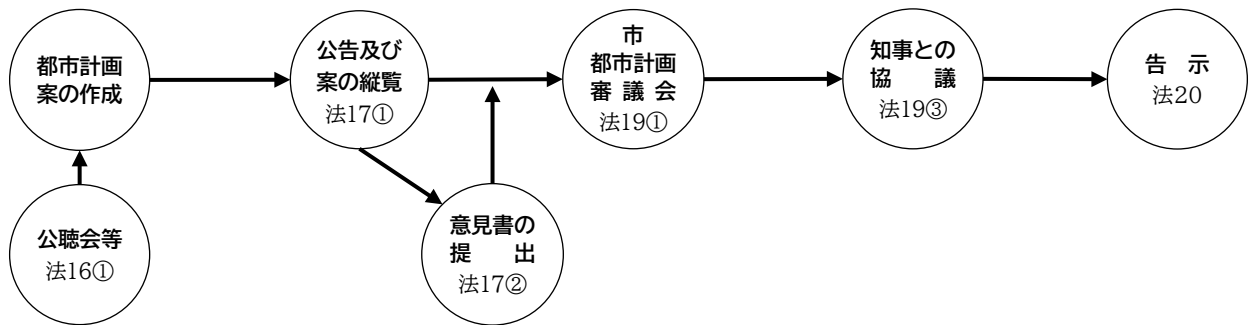 都市計画
案の作成
公告及び
案の縦覧
法17①
市
都市計画
審議会
法19①
知事との
協　議
法19③
告　示
法20
公聴会等
法16①
意見書の
提　出
法17②